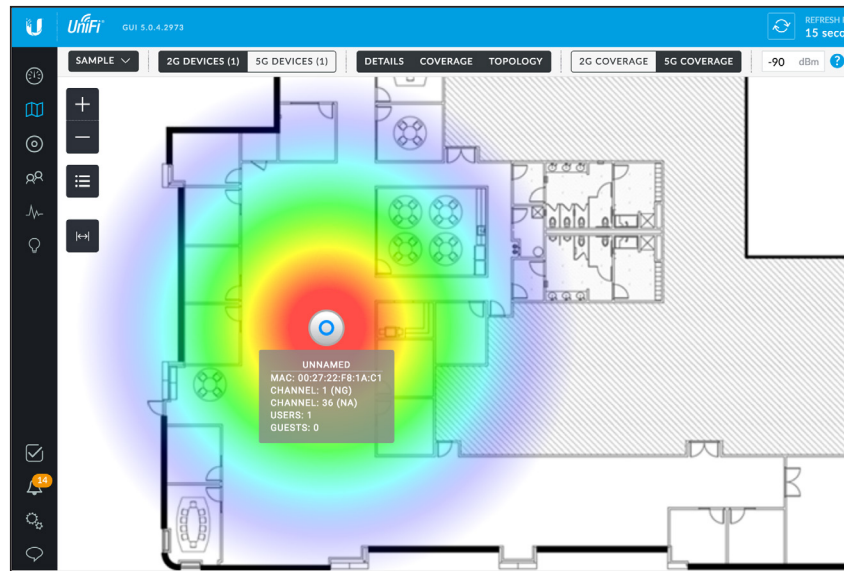 UniFi GUI 5.0.4.2973
REFRESH
15 seco
SAMPLE 2G DEVICES (1) 5G DEVICES (1) DETAILS COVERAGE TOPOLOGY 2G COVERAGE 5G COVERAGE -90 dBm ?
UNNAMED
MAC: 00:27:22:F8:1A:C1
CHANNEL: 1 (NG)
CHANNEL: 36 (NA)
USERS: 1
GUESTS: 0
14